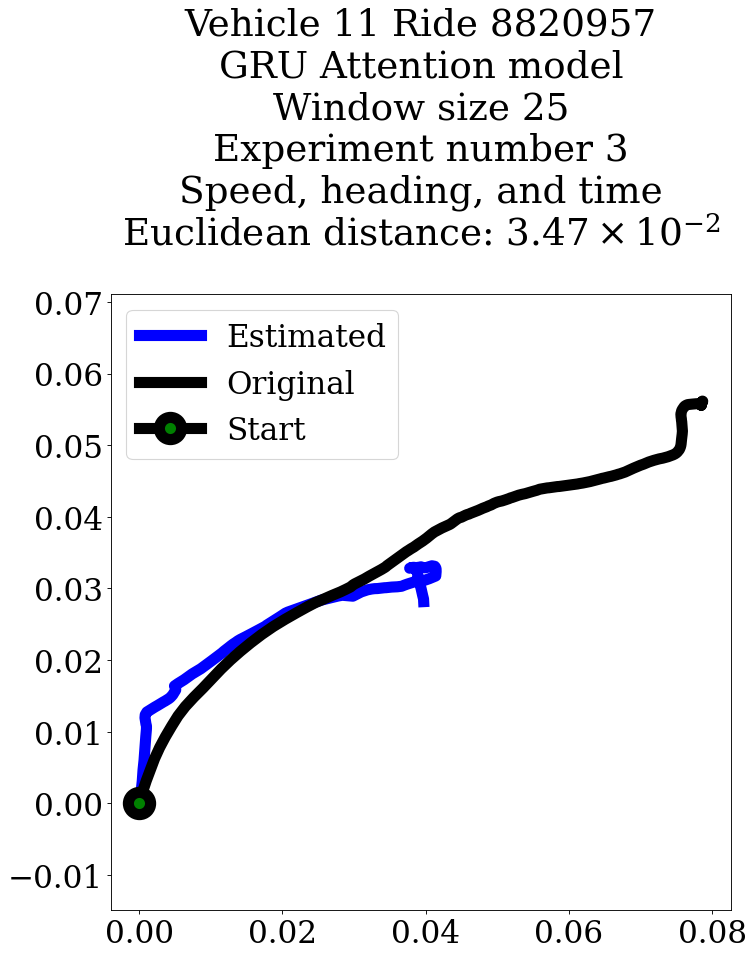 Vehicle 11 Ride 8820957
GRU Attention model
Window size 25
Experiment number 3
Speed, heading, and time
Euclidean distance: 3.47 × 10⁻²
0.07
0.06
0.05
0.04
0.03
0.02
0.01
0.00
−0.01
Estimated
Original
Start
0.00 0.02 0.04 0.06 0.08